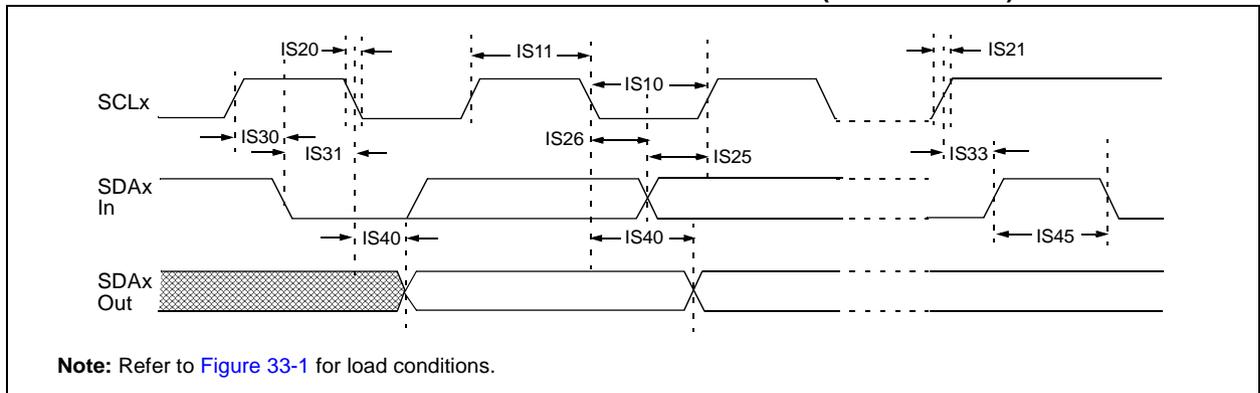 IS20
IS11
IS21
SCLx
IS10
IS30
IS26
IS31
IS25
IS33
SDAx
In
IS40
IS40
IS45
SDAx
Out
Note: Refer to Figure 33-1 for load conditions.